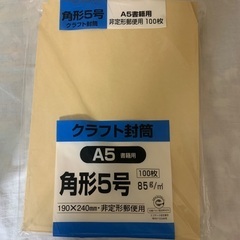 角形5号
クラフト封筒
A5書籍用
非定形郵便使用 100枚
クラフト封筒
A5 書籍用
100枚
角形5号 85g/㎡
190×240mm・非定形郵便用